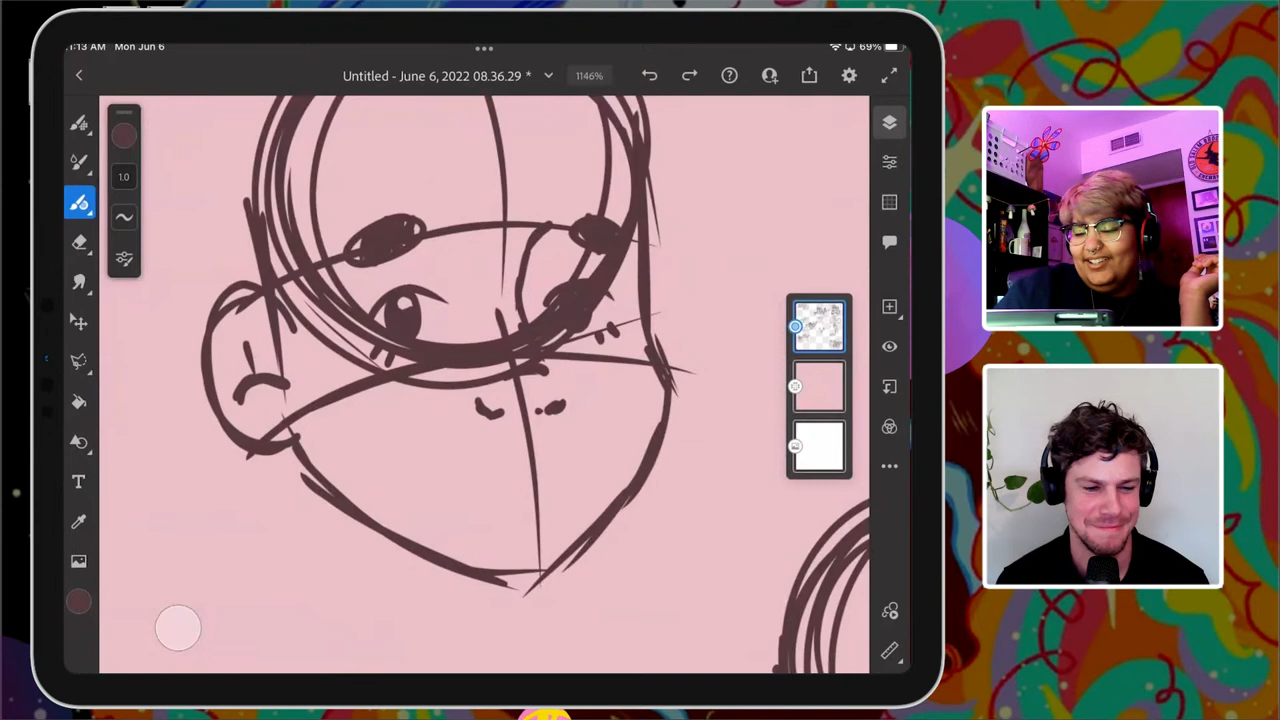 1:13 AM Mon Jun 6
69%
Untitled - June 6, 2022 08.36.29 *
1146%
1.0
T